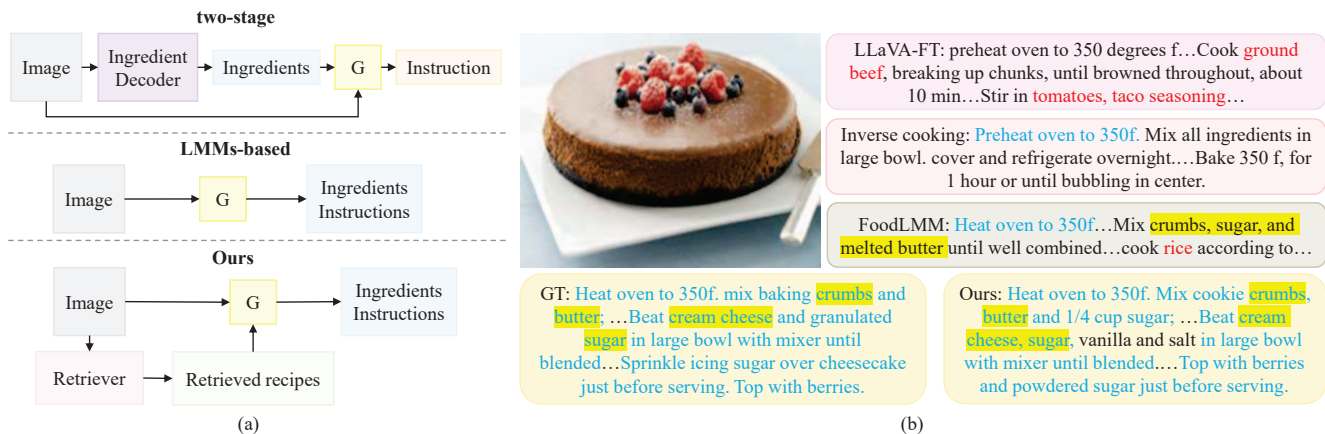 two-stage
Image
Ingredient
Decoder
Ingredients
G
Instruction
LMMs-based
Image
G
Ingredients
Instructions
Ours
Image
G
Ingredients
Instructions
Retriever
Retrieved recipes
(a)
LLaVA-FT: preheat oven to 350 degrees f…Cook ground
beef, breaking up chunks, until browned throughout, about
10 min…Stir in tomatoes, taco seasoning…
Inverse cooking: Preheat oven to 350f. Mix all ingredients in
large bowl. cover and refrigerate overnight.…Bake 350 f, for
1 hour or until bubbling in center.
FoodLMM: Heat oven to 350f…Mix crumbs, sugar, and
melted butter until well combined…cook rice according to…
GT: Heat oven to 350f. mix baking crumbs and
butter; …Beat cream cheese and granulated
sugar in large bowl with mixer until
blended…Sprinkle icing sugar over cheesecake
just before serving. Top with berries.
Ours: Heat oven to 350f. Mix cookie crumbs,
butter and 1/4 cup sugar; …Beat cream
cheese, sugar, vanilla and salt in large bowl
with mixer until blended.…Top with berries
and powdered sugar just before serving.
(b)